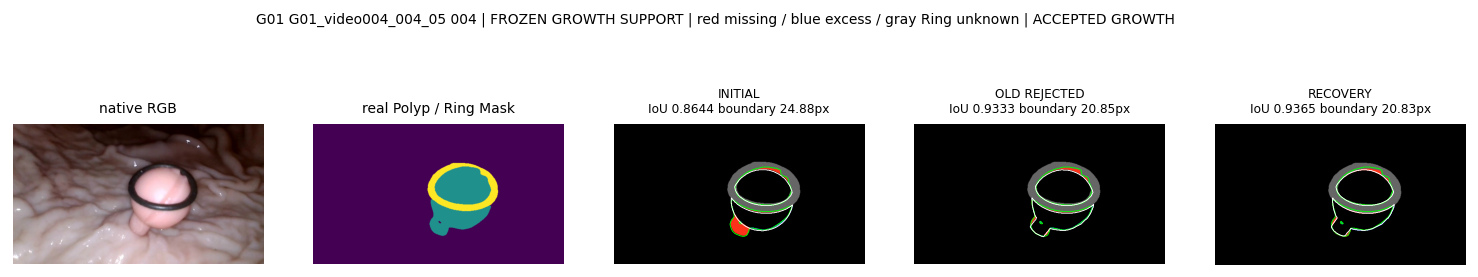 G01 G01_video004_004_05 004 | FROZEN GROWTH SUPPORT | red missing / blue excess / gray Ring unknown | ACCEPTED GROWTH
native RGB
real Polyp / Ring Mask
INITIAL
IoU 0.8644 boundary 24.88px
OLD REJECTED
IoU 0.9333 boundary 20.85px
RECOVERY
IoU 0.9365 boundary 20.83px